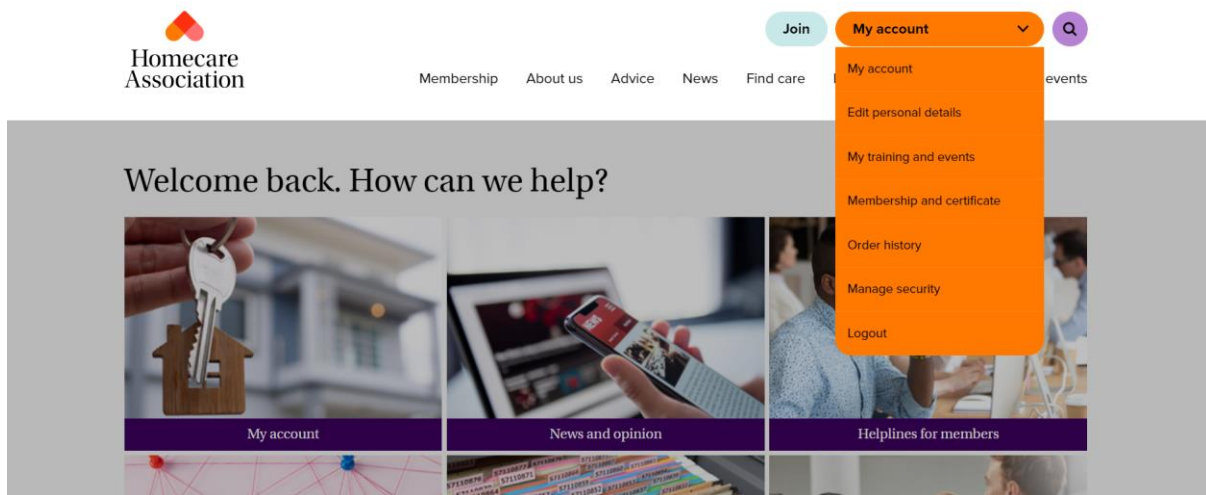 Homecare
Association
Join
My account
Membership
About us
Advice
News
Find care
events
My account
Edit personal details
My training and events
Membership and certificate
Order history
Manage security
Logout
Welcome back. How can we help?
NEWS
My account
News and opinion
Helplines for members
57110871